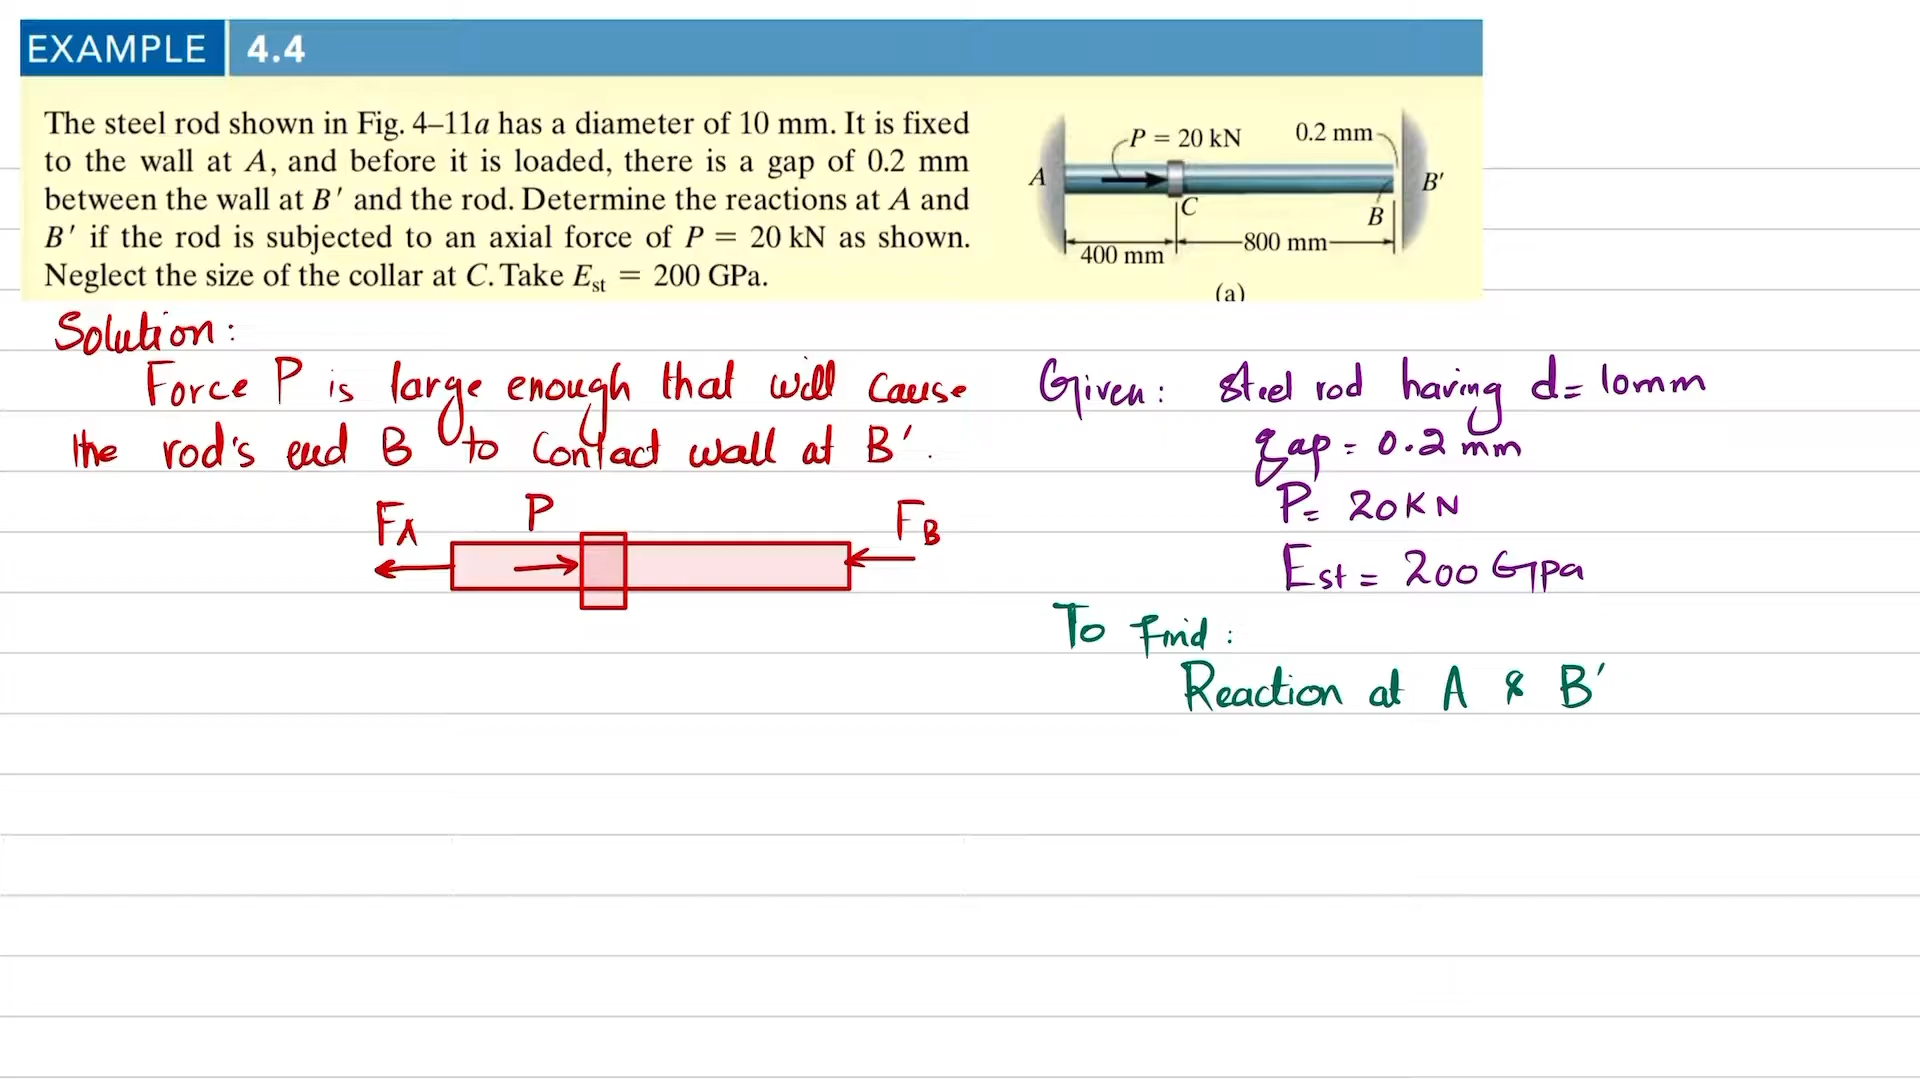 EXAMPLE 4.4
The steel rod shown in Fig. 4–11a has a diameter of 10 mm. It is fixed
to the wall at A, and before it is loaded, there is a gap of 0.2 mm
between the wall at B′ and the rod. Determine the reactions at A and
B′ if the rod is subjected to an axial force of P = 20 kN as shown.
Neglect the size of the collar at C. Take Est = 200 GPa.
P = 20 kN
0.2 mm
A
B′
C
B
400 mm
800 mm
(a)
Solution:
Force P is large enough that will cause
the rod's end B to contact wall at B′.
FA
P
FB
Given: steel rod having d= 10mm
gap= 0.2 mm
P= 20KN
Est = 200 Gpa
To Find:
Reaction at A & B′